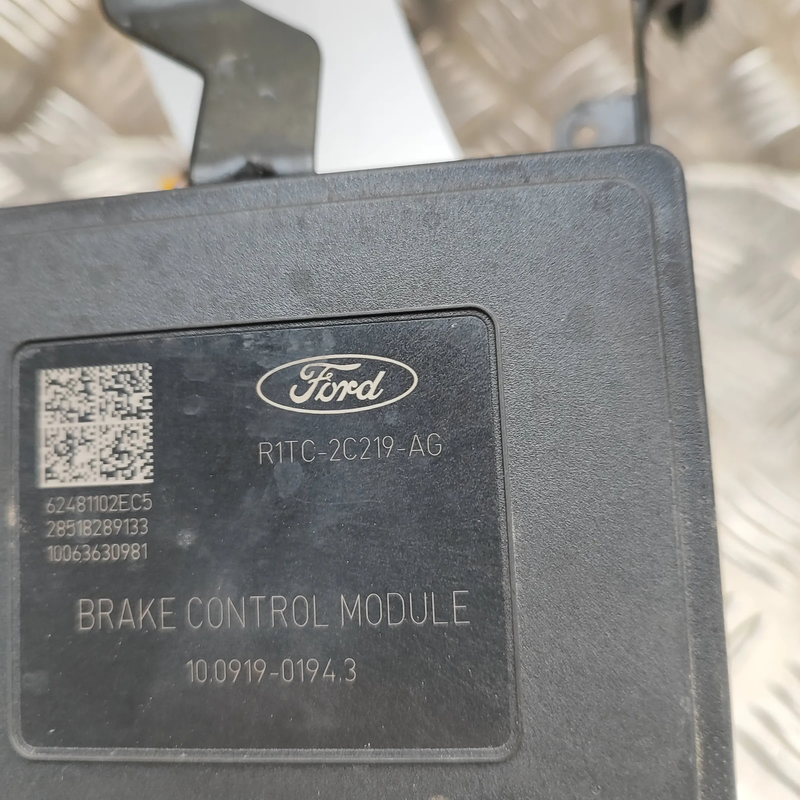 Ford
R1TC-2C219-AG
62481102EC5
28518289133
10063630981
BRAKE CONTROL MODULE
10.0919-0194.3